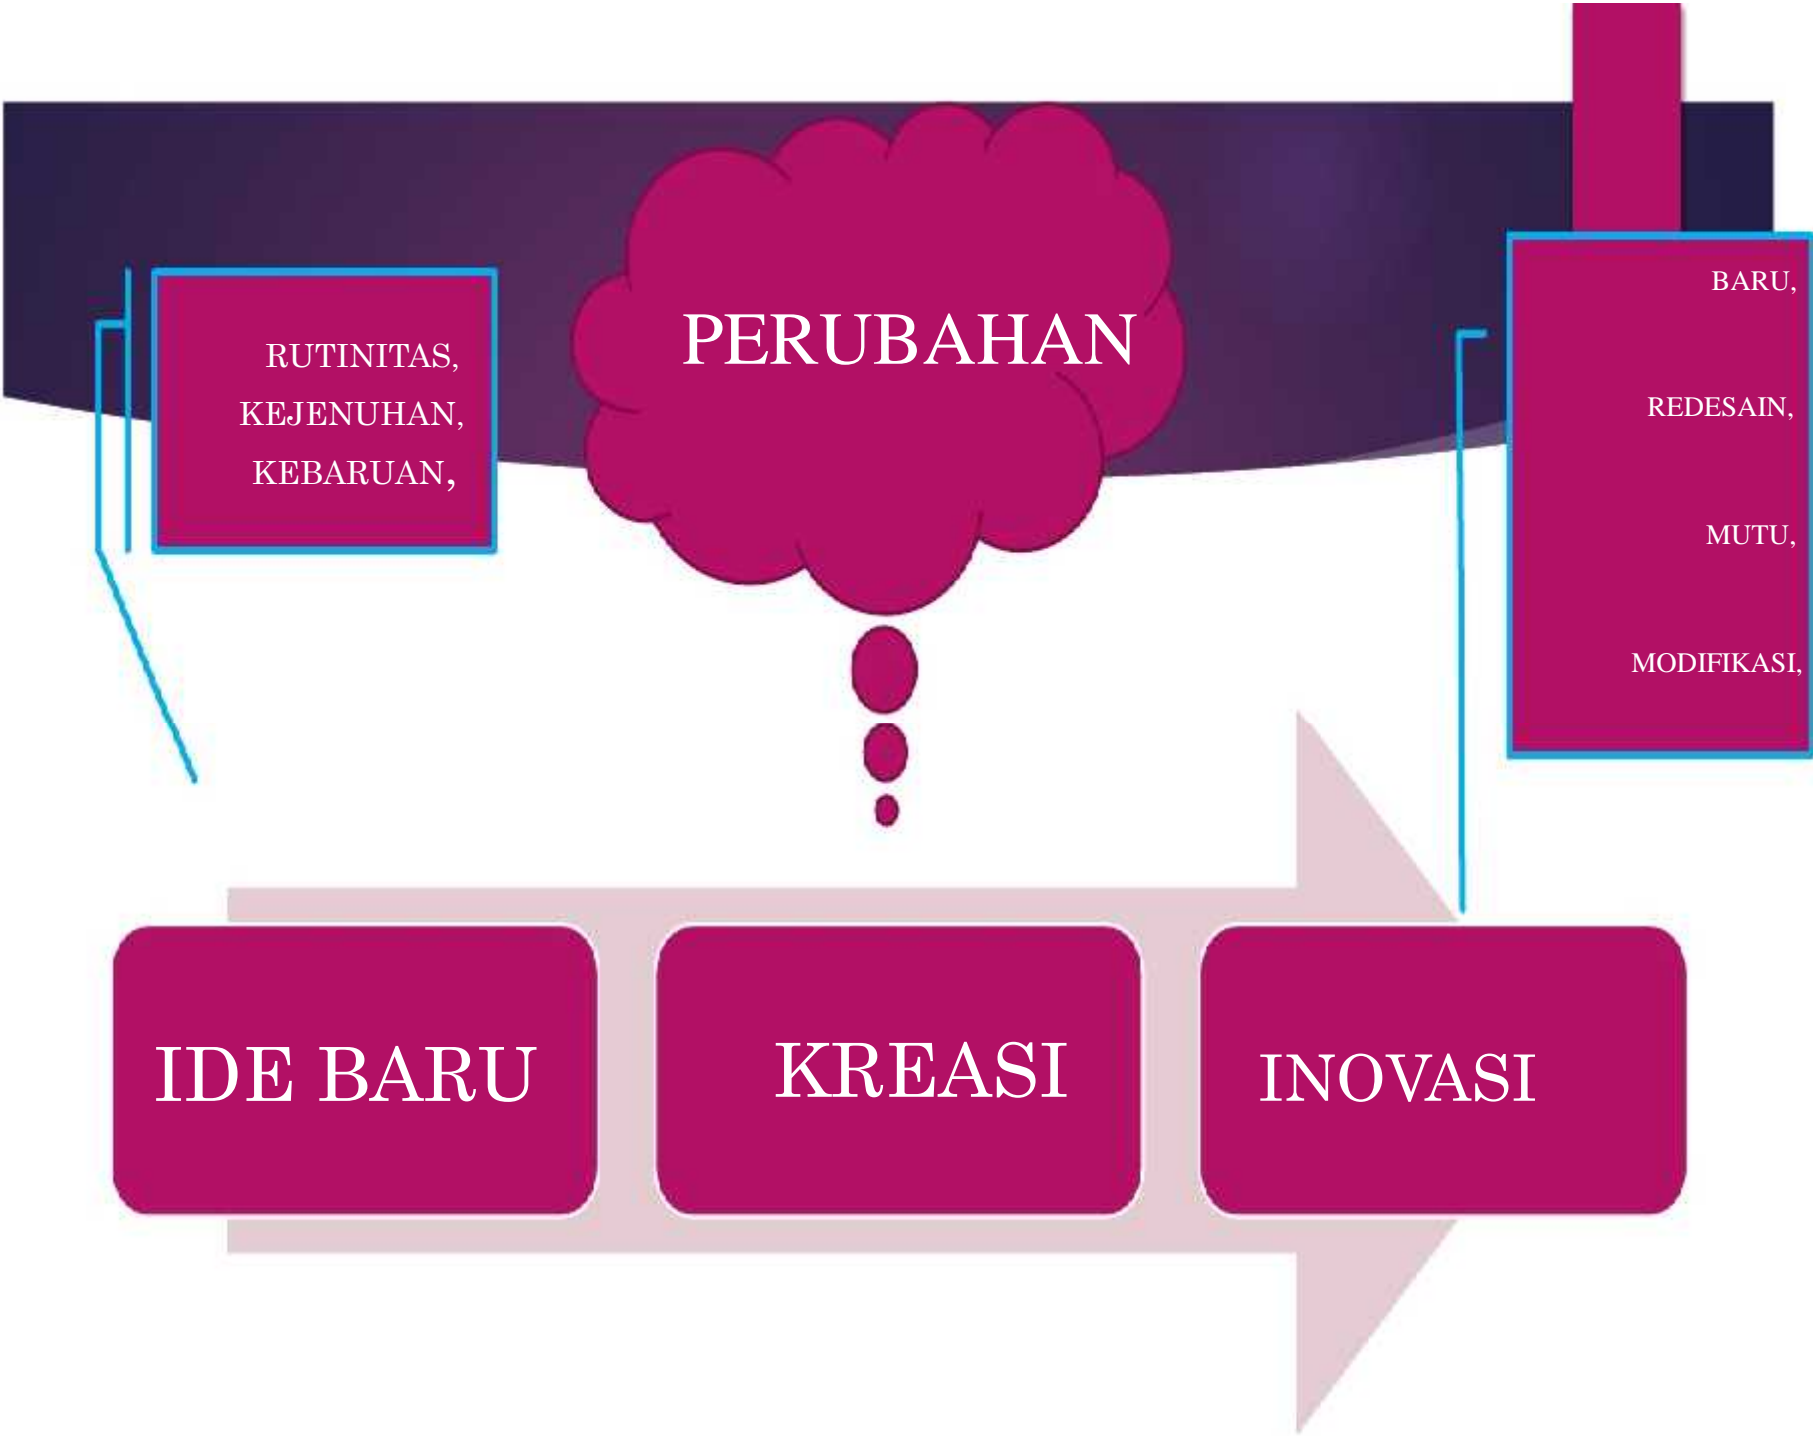 RUTINITAS,
KEJENUHAN,
KEBARUAN,
PERUBAHAN
BARU,
REDESAIN,
MUTU,
MODIFIKASI,
IDE BARU
KREASI
INOVASI